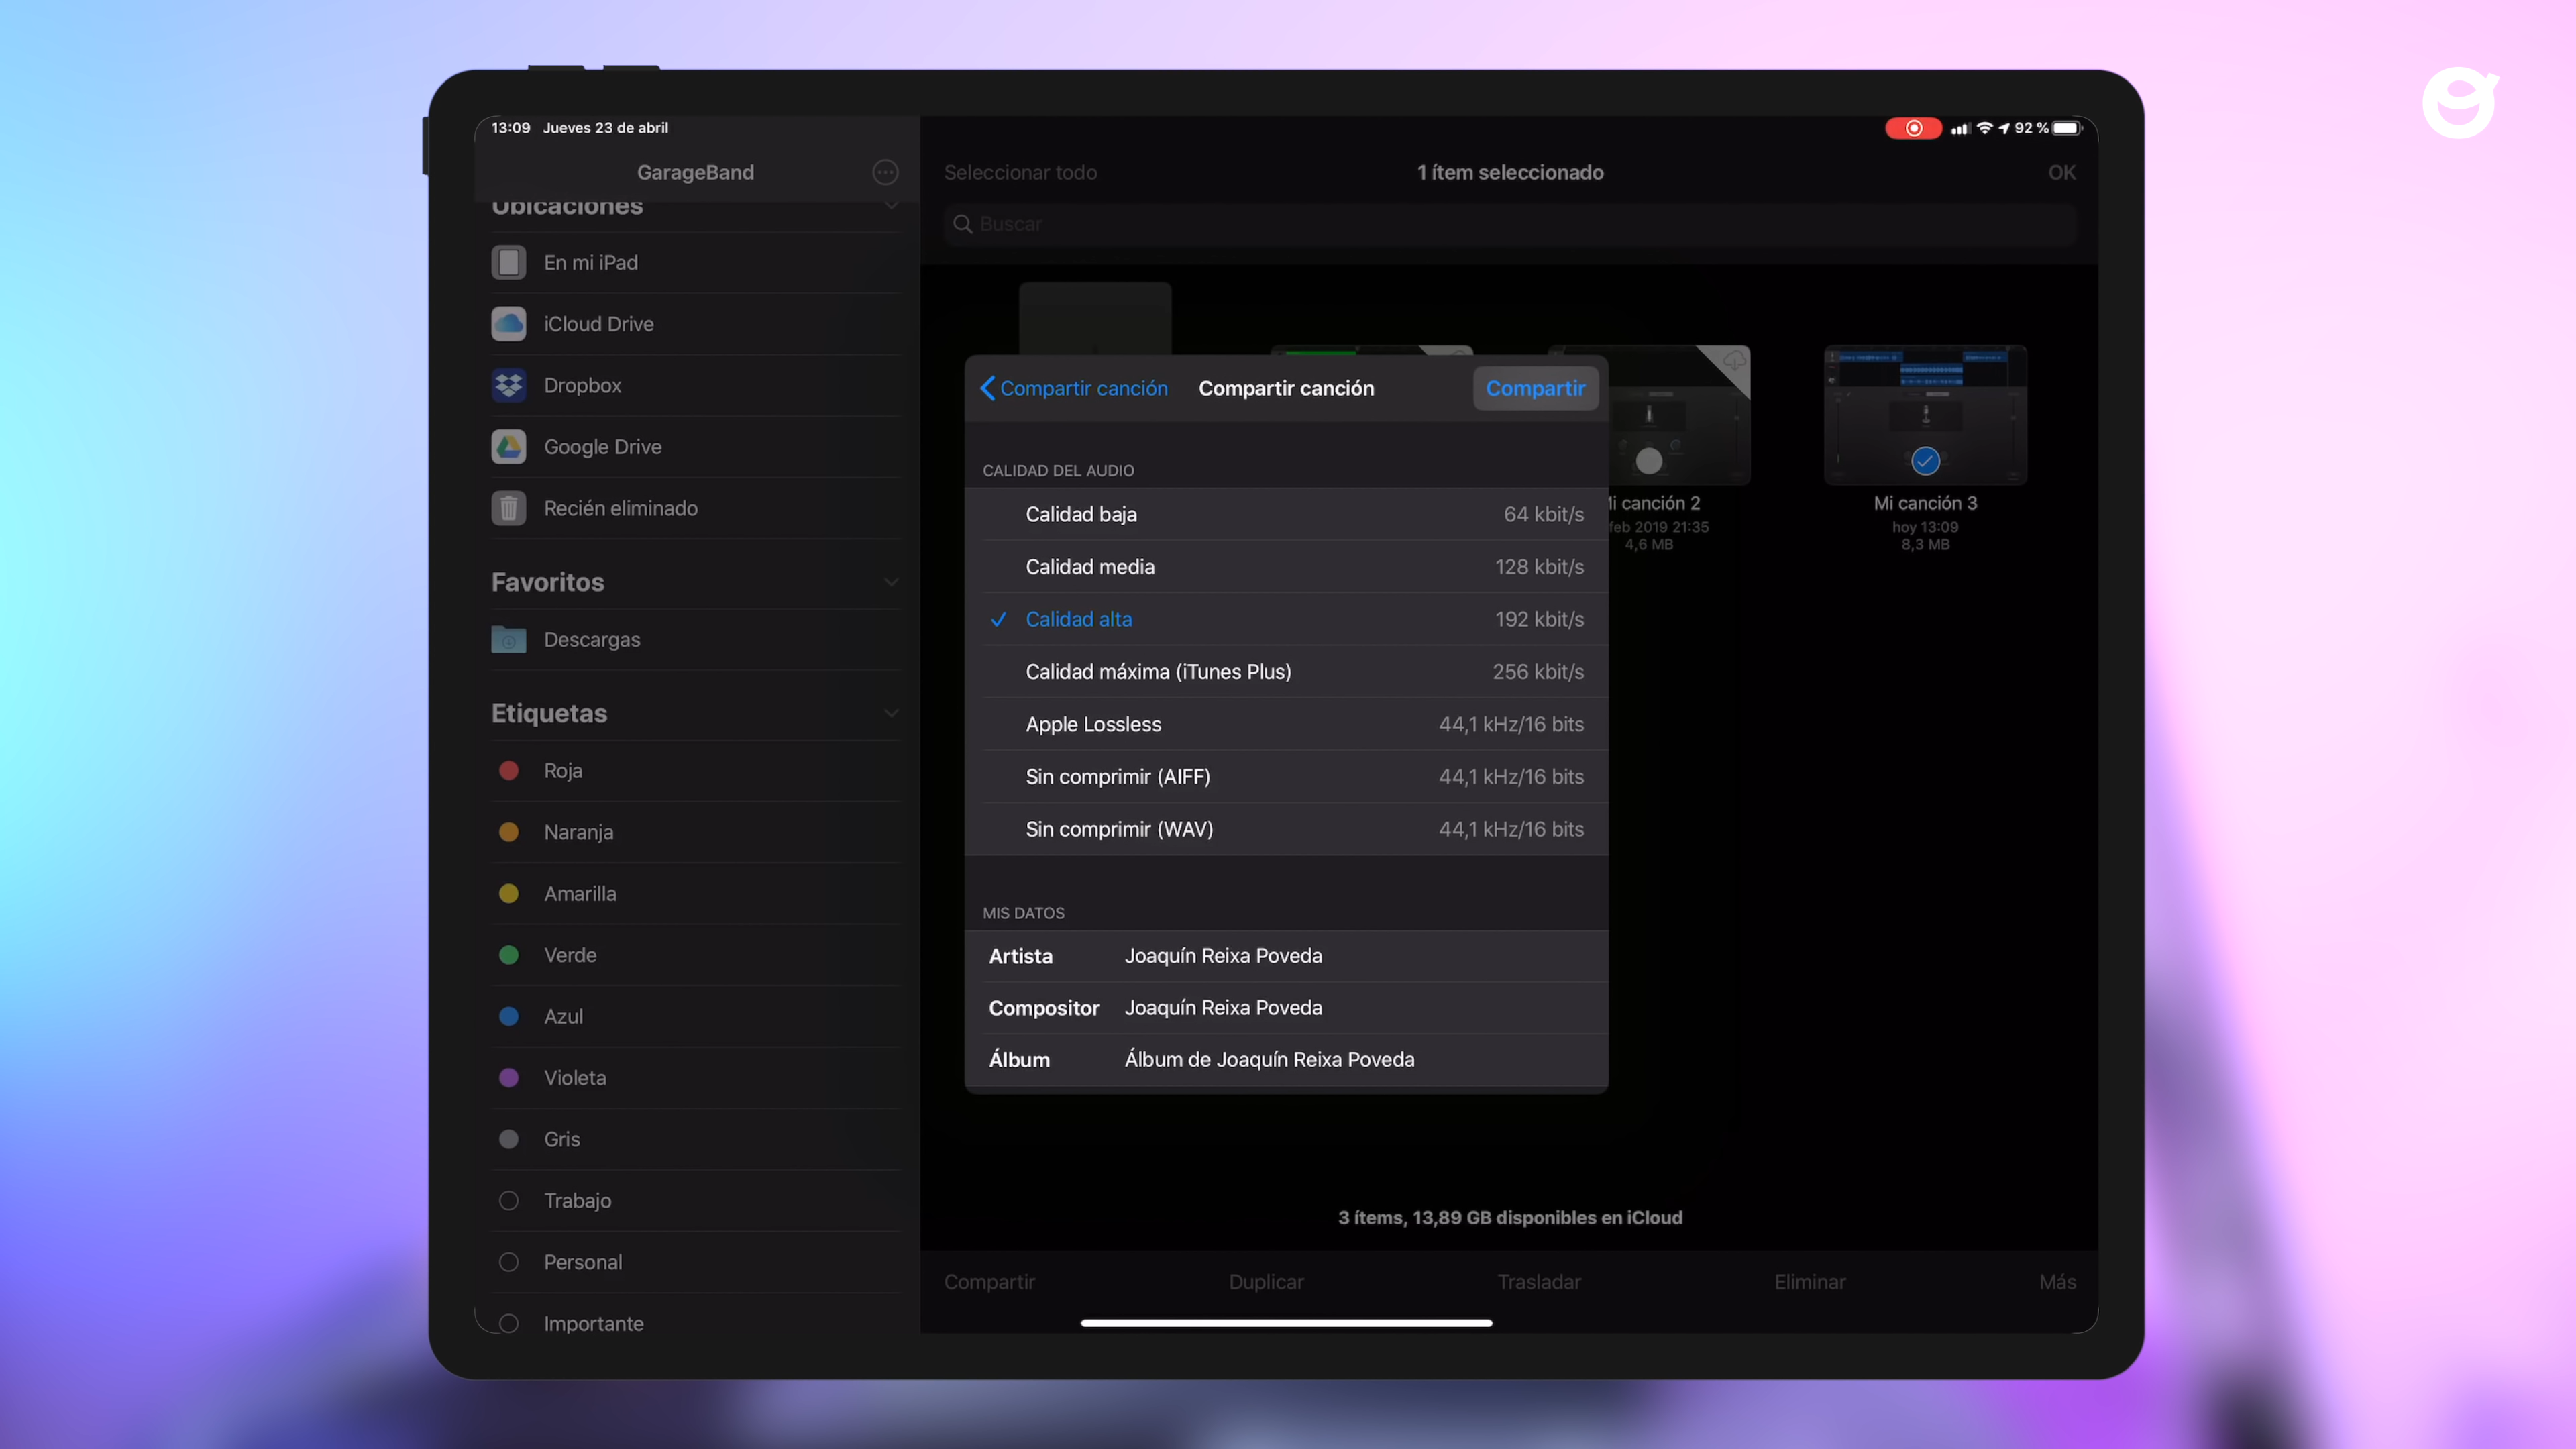 13:09 Jueves 23 de abril
92 %
GarageBand
Ubicaciones
En mi iPad
iCloud Drive
Dropbox
Google Drive
Recién eliminado
Favoritos
Descargas
Etiquetas
Roja
Naranja
Amarilla
Verde
Azul
Violeta
Gris
Trabajo
Personal
Importante
Seleccionar todo
1 ítem seleccionado
OK
Buscar
Compartir canción
Compartir canción
Compartir
CALIDAD DEL AUDIO
Calidad baja 64 kbit/s
Calidad media 128 kbit/s
Calidad alta 192 kbit/s
Calidad máxima (iTunes Plus) 256 kbit/s
Apple Lossless 44,1 kHz/16 bits
Sin comprimir (AIFF) 44,1 kHz/16 bits
Sin comprimir (WAV) 44,1 kHz/16 bits
MIS DATOS
Artista Joaquín Reixa Poveda
Compositor Joaquín Reixa Poveda
Álbum Álbum de Joaquín Reixa Poveda
canción 2
feb 2019 21:35
4,6 MB
Mi canción 3
hoy 13:09
8,3 MB
3 ítems, 13,89 GB disponibles en iCloud
Compartir Duplicar Trasladar Eliminar Más